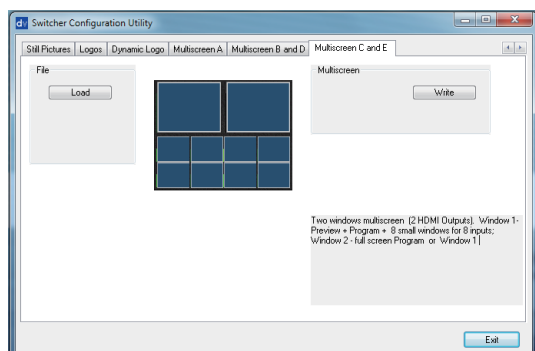 dv Switcher Configuration Utility
Still Pictures Logos Dynamic Logo Multiscreen A Multiscreen B and D Multiscreen C and E
File
Load
Multiscreen
Write
Two windows multiscreen (2 HDMI Outputs). Window 1-
Preview + Program + 8 small windows for 8 inputs;
Window 2 - full screen Program or Window 1
Exit